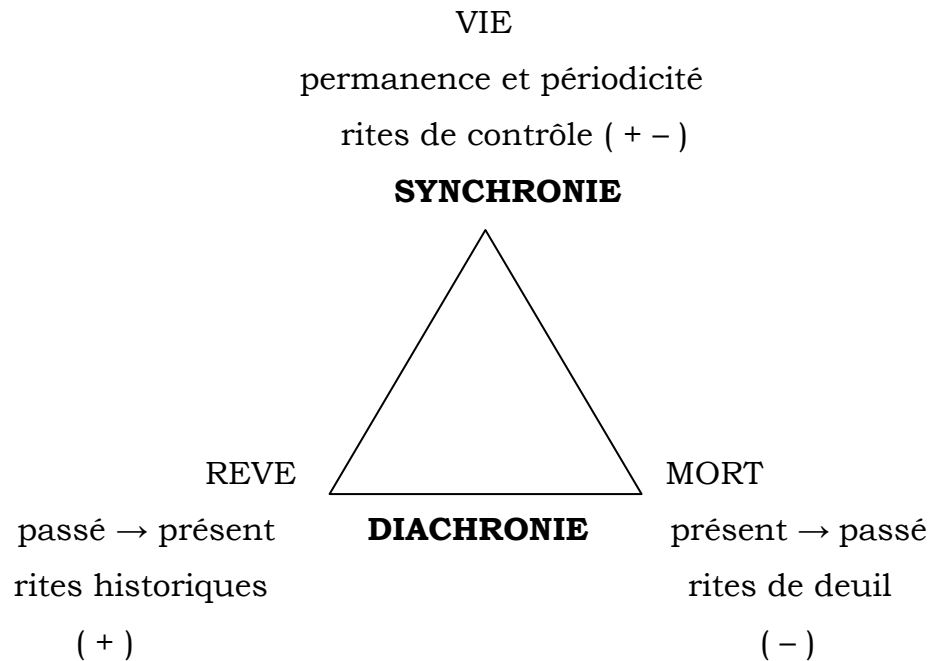 VIE
permanence et périodicité
rites de contrôle ( + – )
SYNCHRONIE
REVE MORT
passé → présent DIACHRONIE présent → passé
rites historiques rites de deuil
( + ) ( – )